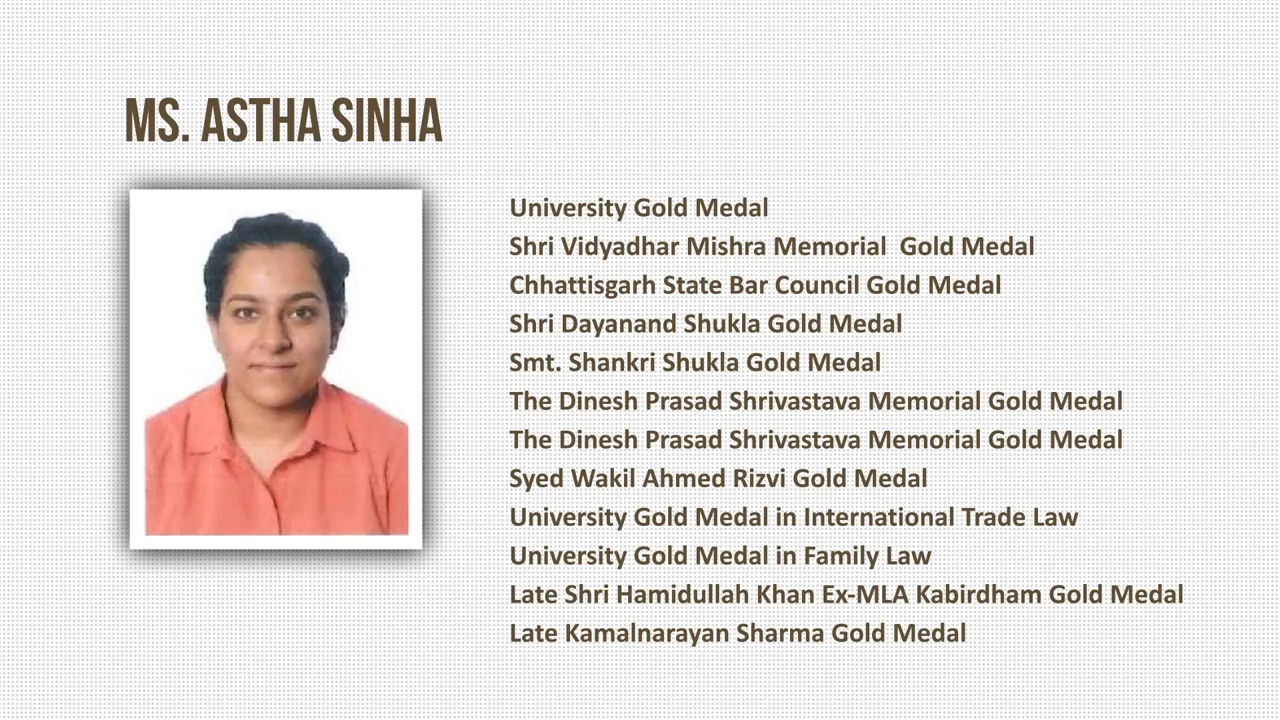 MS. ASTHA SINHA
University Gold Medal
Shri Vidyadhar Mishra Memorial  Gold Medal
Chhattisgarh State Bar Council Gold Medal
Shri Dayanand Shukla Gold Medal
Smt. Shankri Shukla Gold Medal
The Dinesh Prasad Shrivastava Memorial Gold Medal
The Dinesh Prasad Shrivastava Memorial Gold Medal
Syed Wakil Ahmed Rizvi Gold Medal
University Gold Medal in International Trade Law
University Gold Medal in Family Law
Late Shri Hamidullah Khan Ex-MLA Kabirdham Gold Medal
Late Kamalnarayan Sharma Gold Medal